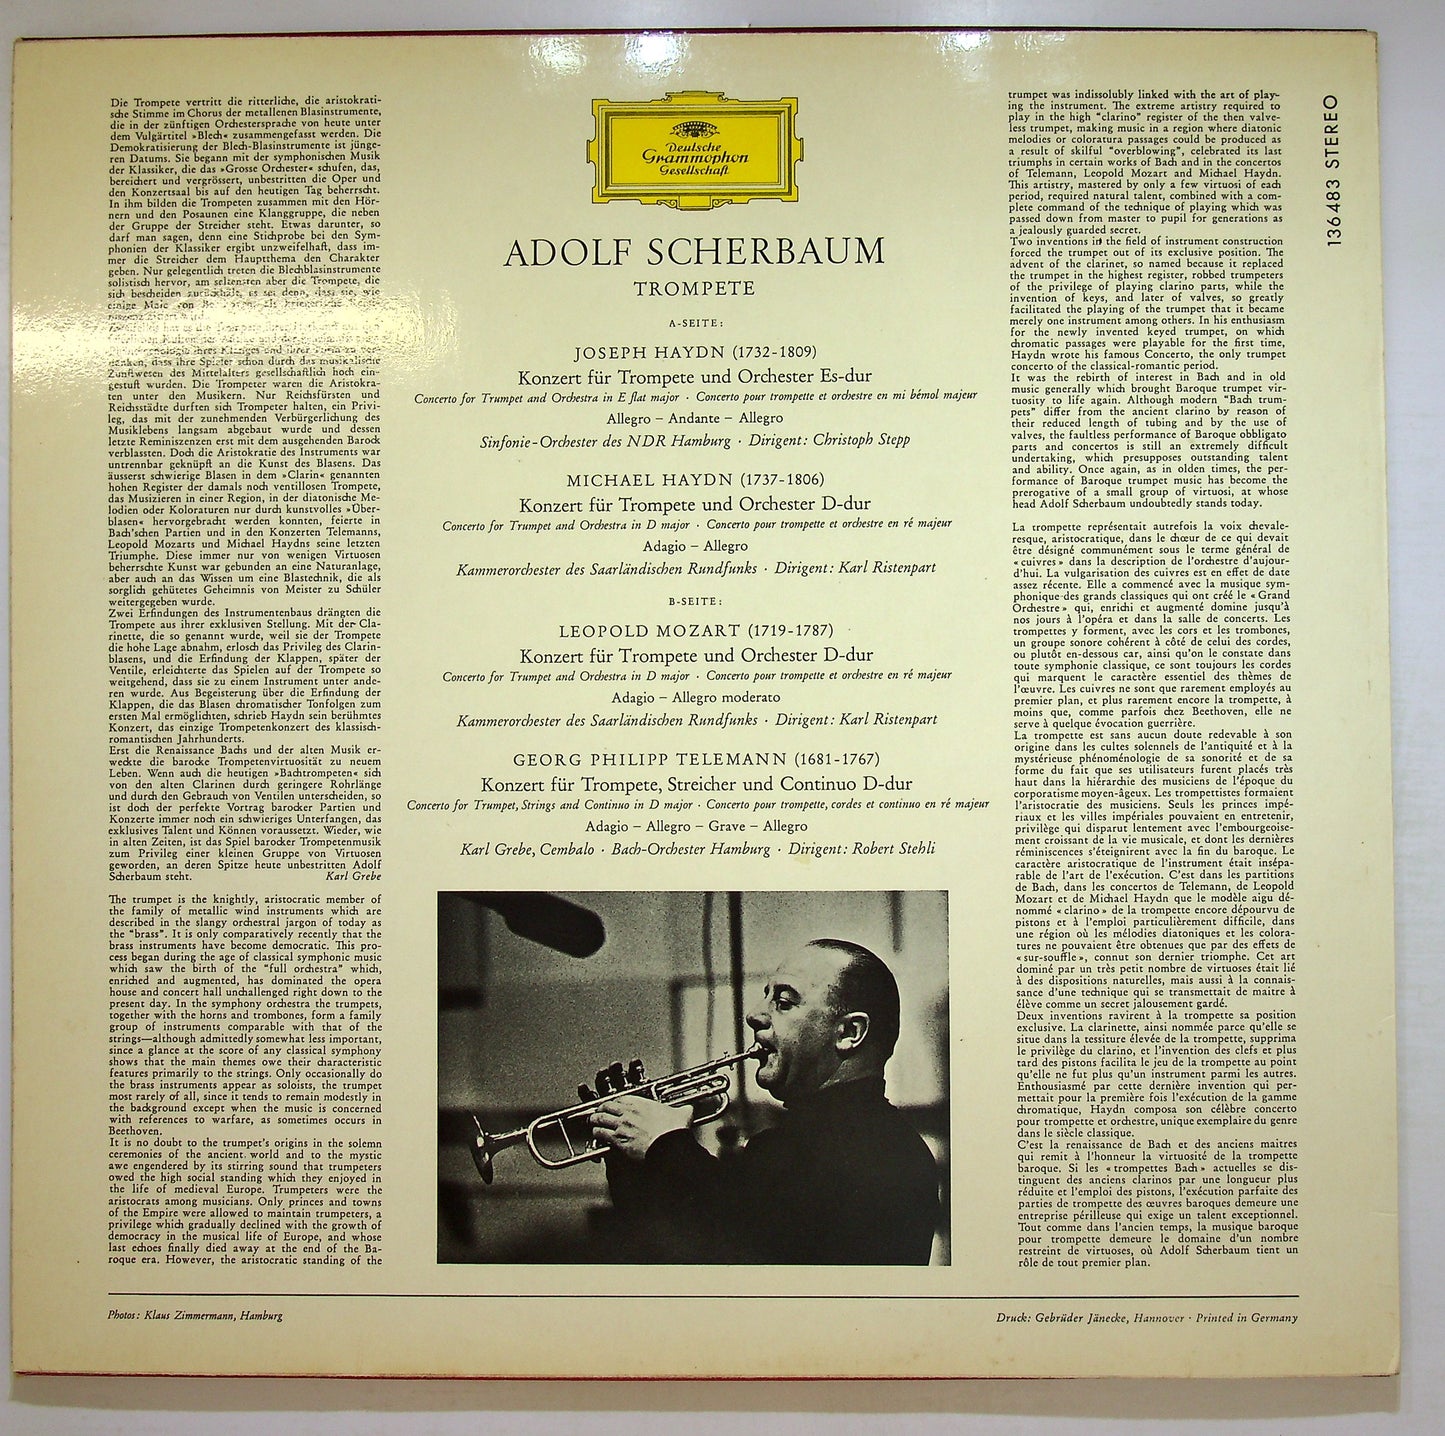 Die Trompete vertritt die ritterliche, die aristokrati-
sche Stimme im Chorus der metallenen Blasinstrumente,
die in der zünftigen Orchestersprache von heute unter
dem Vulgärtitel »Blech« zusammengefasst werden. Die
Demokratisierung der Blech-Blasinstrumente ist jünge-
ren Datums. Sie begann mit der symphonischen Musik
der Klassiker, die das »Grosse Orchester« schufen, das,
bereichert und vergrössert, unbestritten die Oper und
den Konzertsaal bis auf den heutigen Tag beherrscht.
In ihm bilden die Trompeten zusammen mit den Hör-
nern und den Posaunen eine Klanggruppe, die neben
der Gruppe der Streicher steht. Etwas darunter, so
darf man sagen, denn eine Stichprobe bei den Sym-
phonien der Klassiker ergibt unzweifelhaft, dass im-
mer die Streicher dem Hauptthema den Charakter
geben. Nur gelegentlich treten die Blechblasinstrumente
solistisch hervor, am seltensten aber die Trompete, die
sich bescheiden zurückhält, es sei denn, dass sie, wie
einige Male von
ihres Klanges und ihrer
danken, dass ihre Spieler schon durch das musikalische
Zunftwesen des Mittelalters gesellschaftlich hoch ein-
gestuft wurden. Die Trompeter waren die Aristokra-
ten unter den Musikern. Nur Reichsfürsten und
Reichsstädte durften sich Trompeter halten, ein Privi-
leg, das mit der zunehmenden Verbürgerlichung des
Musiklebens langsam abgebaut wurde und dessen
letzte Reminiszenzen erst mit dem ausgehenden Barock
verblassten. Doch die Aristokratie des Instruments war
untrennbar geknüpft an die Kunst des Blasens. Das
äusserst schwierige Blasen in dem »Clarin« genannten
hohen Register der damals noch ventillosen Trompete,
das Musizieren in einer Region, in der diatonische Me-
lodien oder Koloraturen nur durch kunstvolles »Über-
blasen« hervorgebracht werden konnten, feierte in
Bach'schen Partien und in den Konzerten Telemanns,
Leopold Mozarts und Michael Haydns seine letzten
Triumphe. Diese immer nur von wenigen Virtuosen
beherrschte Kunst war gebunden an eine Naturanlage,
aber auch an das Wissen um eine Blastechnik, die als
sorglich gehütetes Geheimnis von Meister zu Schüler
weitergegeben wurde.
Zwei Erfindungen des Instrumentenbaus drängten die
Trompete aus ihrer exklusiven Stellung. Mit der Cla-
rinette, die so genannt wurde, weil sie der Trompete
die hohe Lage abnahm, erlosch das Privileg des Clarin-
blasens, und die Erfindung der Klappen, später der
Ventile, erleichterte das Spielen auf der Trompete so
weitgehend, dass sie zu einem Instrument unter ande-
ren wurde. Aus Begeisterung über die Erfindung der
Klappen, die das Blasen chromatischer Tonfolgen zum
ersten Mal ermöglichten, schrieb Haydn sein berühmtes
Konzert, das einzige Trompetenkonzert des klassisch-
romantischen Jahrhunderts.
Erst die Renaissance Bachs und der alten Musik er-
weckte die barocke Trompetenvirtuosität zu neuem
Leben. Wenn auch die heutigen »Bachtrompeten« sich
von den alten Clarinen durch geringere Rohrlänge
und durch den Gebrauch von Ventilen unterscheiden, so
ist doch der perfekte Vortrag barocker Partien und
Konzerte immer noch ein schwieriges Unterfangen, das
exklusives Talent und Können voraussetzt. Wieder, wie
in alten Zeiten, ist das Spiel barocker Trompetenmusik
zum Privileg einer kleinen Gruppe von Virtuosen
geworden, an deren Spitze heute unbestritten Adolf
Scherbaum steht. Karl Grebe
The trumpet is the knightly, aristocratic member of
the family of metallic wind instruments which are
described in the slangy orchestral jargon of today as
the "brass". It is only comparatively recently that the
brass instruments have become democratic. This pro-
cess began during the age of classical symphonic music
which saw the birth of the "full orchestra" which,
enriched and augmented, has dominated the opera
house and concert hall unchallenged right down to the
present day. In the symphony orchestra the trumpets,
together with the horns and trombones, form a family
group of instruments comparable with that of the
strings—although admittedly somewhat less important,
since a glance at the score of any classical symphony
shows that the main themes owe their characteristic
features primarily to the strings. Only occasionally do
the brass instruments appear as soloists, the trumpet
most rarely of all, since it tends to remain modestly in
the background except when the music is concerned
with references to warfare, as sometimes occurs in
Beethoven.
It is no doubt to the trumpet's origins in the solemn
ceremonies of the ancient world and to the mystic
awe engendered by its stirring sound that trumpeters
owed the high social standing which they enjoyed in
the life of medieval Europe. Trumpeters were the
aristocrats among musicians. Only princes and towns
of the Empire were allowed to maintain trumpeters, a
privilege which gradually declined with the growth of
democracy in the musical life of Europe, and whose
last echoes finally died away at the end of the Ba-
roque era. However, the aristocratic standing of the
Deutsche
Grammophon
Gesellschaft
ADOLF SCHERBAUM
TROMPETE
A-SEITE:
JOSEPH HAYDN (1732-1809)
Konzert für Trompete und Orchester Es-dur
Concerto for Trumpet and Orchestra in E flat major · Concerto pour trompette et orchestre en mi bémol majeur
Allegro – Andante – Allegro
Sinfonie-Orchester des NDR Hamburg · Dirigent: Christoph Stepp
MICHAEL HAYDN (1737-1806)
Konzert für Trompete und Orchester D-dur
Concerto for Trumpet and Orchestra in D major · Concerto pour trompette et orchestre en ré majeur
Adagio – Allegro
Kammerorchester des Saarländischen Rundfunks · Dirigent: Karl Ristenpart
B-SEITE:
LEOPOLD MOZART (1719-1787)
Konzert für Trompete und Orchester D-dur
Concerto for Trumpet and Orchestra in D major · Concerto pour trompette et orchestre en ré majeur
Adagio – Allegro moderato
Kammerorchester des Saarländischen Rundfunks · Dirigent: Karl Ristenpart
GEORG PHILIPP TELEMANN (1681-1767)
Konzert für Trompete, Streicher und Continuo D-dur
Concerto for Trumpet, Strings and Continuo in D major · Concerto pour trompette, cordes et continuo en ré majeur
Adagio – Allegro – Grave – Allegro
Karl Grebe, Cembalo · Bach-Orchester Hamburg · Dirigent: Robert Stehli
trumpet was indissolubly linked with the art of play-
ing the instrument. The extreme artistry required to
play in the high "clarino" register of the then valve-
less trumpet, making music in a region where diatonic
melodies or coloratura passages could be produced as
a result of skilful "overblowing", celebrated its last
triumphs in certain works of Bach and in the concertos
of Telemann, Leopold Mozart and Michael Haydn.
This artistry, mastered by only a few virtuosi of each
period, required natural talent, combined with a com-
plete command of the technique of playing which was
passed down from master to pupil for generations as
a jealously guarded secret.
Two inventions in the field of instrument construction
forced the trumpet out of its exclusive position. The
advent of the clarinet, so named because it replaced
the trumpet in the highest register, robbed trumpeters
of the privilege of playing clarino parts, while the
invention of keys, and later of valves, so greatly
facilitated the playing of the trumpet that it became
merely one instrument among others. In his enthusiasm
for the newly invented keyed trumpet, on which
chromatic passages were playable for the first time,
Haydn wrote his famous Concerto, the only trumpet
concerto of the classical-romantic period.
It was the rebirth of interest in Bach and in old
music generally which brought Baroque trumpet vir-
tuosity to life again. Although modern "Bach trum-
pets" differ from the ancient clarino by reason of
their reduced length of tubing and by the use of
valves, the faultless performance of Baroque obbligato
parts and concertos is still an extremely difficult
undertaking, which presupposes outstanding talent
and ability. Once again, as in olden times, the per-
formance of Baroque trumpet music has become the
prerogative of a small group of virtuosi, at whose
head Adolf Scherbaum undoubtedly stands today.
La trompette représentait autrefois la voix chevale-
resque, aristocratique, dans le chœur de ce qui devait
être désigné communément sous le terme général de
« cuivres » dans la description de l'orchestre d'aujour-
d'hui. La vulgarisation des cuivres est en effet de date
assez récente. Elle a commencé avec la musique sym-
phonique des grands classiques qui ont créé le « Grand
Orchestre » qui, enrichi et augmenté domine jusqu'à
nos jours à l'opéra et dans la salle de concerts. Les
trompettes y forment, avec les cors et les trombones,
un groupe sonore cohérent à côté de celui des cordes,
ou plutôt en-dessous car, ainsi qu'on le constate dans
toute symphonie classique, ce sont toujours les cordes
qui marquent le caractère essentiel des thèmes de
l'œuvre. Les cuivres ne sont que rarement employés au
premier plan, et plus rarement encore la trompette, à
moins que, comme parfois chez Beethoven, elle ne
serve à quelque évocation guerrière.
La trompette est sans aucun doute redevable à son
origine dans les cultes solennels de l'antiquité et à la
mystérieuse phénoménologie de sa sonorité et de sa
forme du fait que ses utilisateurs furent placés très
haut dans la hiérarchie des musiciens de l'époque du
corporatisme moyen-âgeux. Les trompettistes formaient
l'aristocratie des musiciens. Seuls les princes impé-
riaux et les villes impériales pouvaient en entretenir,
privilège qui disparut lentement avec l'embourgeoise-
ment croissant de la vie musicale, et dont les dernières
réminiscences s'éteignirent avec la fin du baroque. Le
caractère aristocratique de l'instrument était insépa-
rable de l'art de l'exécution. C'est dans les partitions
de Bach, dans les concertos de Telemann, de Leopold
Mozart et de Michael Haydn que le modèle aigu dé-
nommé « clarino » de la trompette encore dépourvu de
pistons et à l'emploi particulièrement difficile, dans
une région où les mélodies diatoniques et les colora-
tures ne pouvaient être obtenues que par des effets de
« sur-souffle », connut son dernier triomphe. Cet art
dominé par un très petit nombre de virtuoses était lié
à des dispositions naturelles, mais aussi à la connais-
sance d'une technique qui se transmettait de maitre à
élève comme un secret jalousement gardé.
Deux inventions ravirent à la trompette sa position
exclusive. La clarinette, ainsi nommée parce qu'elle se
situe dans la tessiture élevée de la trompette, supprima
le privilège du clarino, et l'invention des clefs et plus
tard des pistons facilita le jeu de la trompette au point
qu'elle ne fut plus qu'un instrument parmi les autres.
Enthousiasmé par cette dernière invention qui per-
mettait pour la première fois l'exécution de la gamme
chromatique, Haydn composa son célèbre concerto
pour trompette et orchestre, unique exemplaire du genre
dans le siècle classique.
C'est la renaissance de Bach et des anciens maitres
qui remit à l'honneur la virtuosité de la trompette
baroque. Si les « trompettes Bach » actuelles se dis-
tinguent des anciens clarinos par une longueur plus
réduite et l'emploi des pistons, l'exécution parfaite des
parties de trompette des œuvres baroques demeure une
entreprise périlleuse qui exige un talent exceptionnel.
Tout comme dans l'ancien temps, la musique baroque
pour trompette demeure le domaine d'un nombre
restreint de virtuoses, où Adolf Scherbaum tient un
rôle de tout premier plan.
136483 STEREO
Photos: Klaus Zimmermann, Hamburg
Druck: Gebrüder Jänecke, Hannover · Printed in Germany